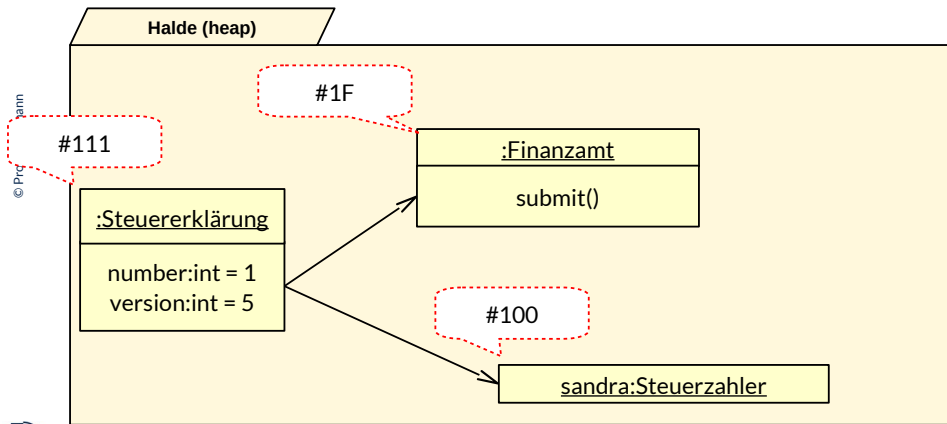 Halde (heap)
#1F
#111
:Finanzamt
submit()
:Steuererklärung
number:int = 1
version:int = 5
#100
sandra:Steuerzahler
©